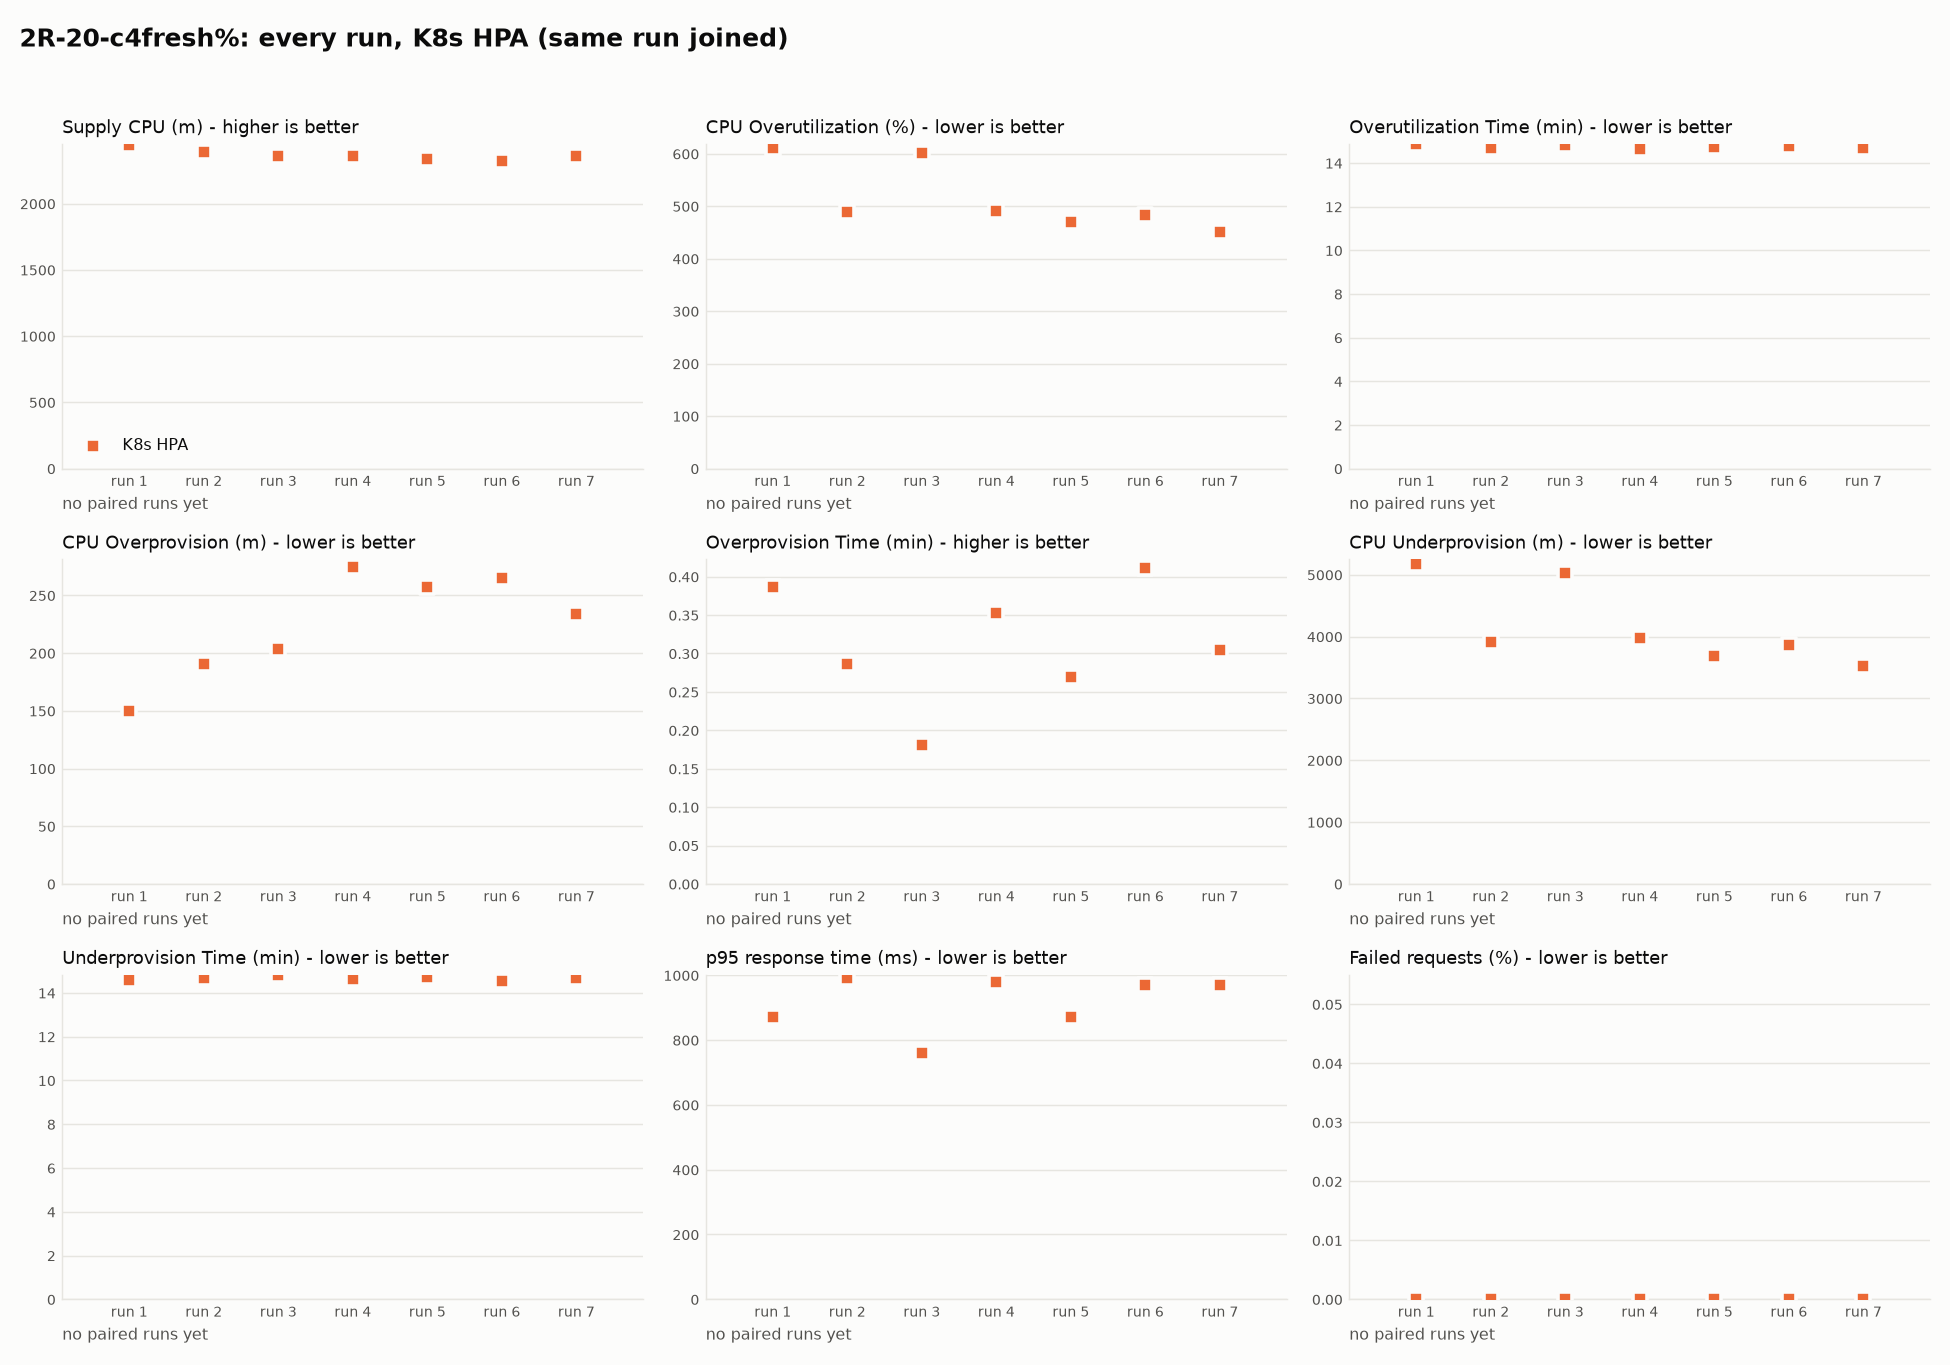 2R-20-c4fresh%: every run, K8s HPA (same run joined)
Supply CPU (m) - higher is better
2000
1500
1000
500
0
K8s HPA
run 1 run 2 run 3 run 4 run 5 run 6 run 7
no paired runs yet
CPU Overutilization (%) - lower is better
600
500
400
300
200
100
0
run 1 run 2 run 3 run 4 run 5 run 6 run 7
no paired runs yet
Overutilization Time (min) - lower is better
14
12
10
8
6
4
2
0
run 1 run 2 run 3 run 4 run 5 run 6 run 7
no paired runs yet
CPU Overprovision (m) - lower is better
250
200
150
100
50
0
run 1 run 2 run 3 run 4 run 5 run 6 run 7
no paired runs yet
Overprovision Time (min) - higher is better
0.40
0.35
0.30
0.25
0.20
0.15
0.10
0.05
0.00
run 1 run 2 run 3 run 4 run 5 run 6 run 7
no paired runs yet
CPU Underprovision (m) - lower is better
5000
4000
3000
2000
1000
0
run 1 run 2 run 3 run 4 run 5 run 6 run 7
no paired runs yet
Underprovision Time (min) - lower is better
14
12
10
8
6
4
2
0
run 1 run 2 run 3 run 4 run 5 run 6 run 7
no paired runs yet
p95 response time (ms) - lower is better
1000
800
600
400
200
0
run 1 run 2 run 3 run 4 run 5 run 6 run 7
no paired runs yet
Failed requests (%) - lower is better
0.05
0.04
0.03
0.02
0.01
0.00
run 1 run 2 run 3 run 4 run 5 run 6 run 7
no paired runs yet